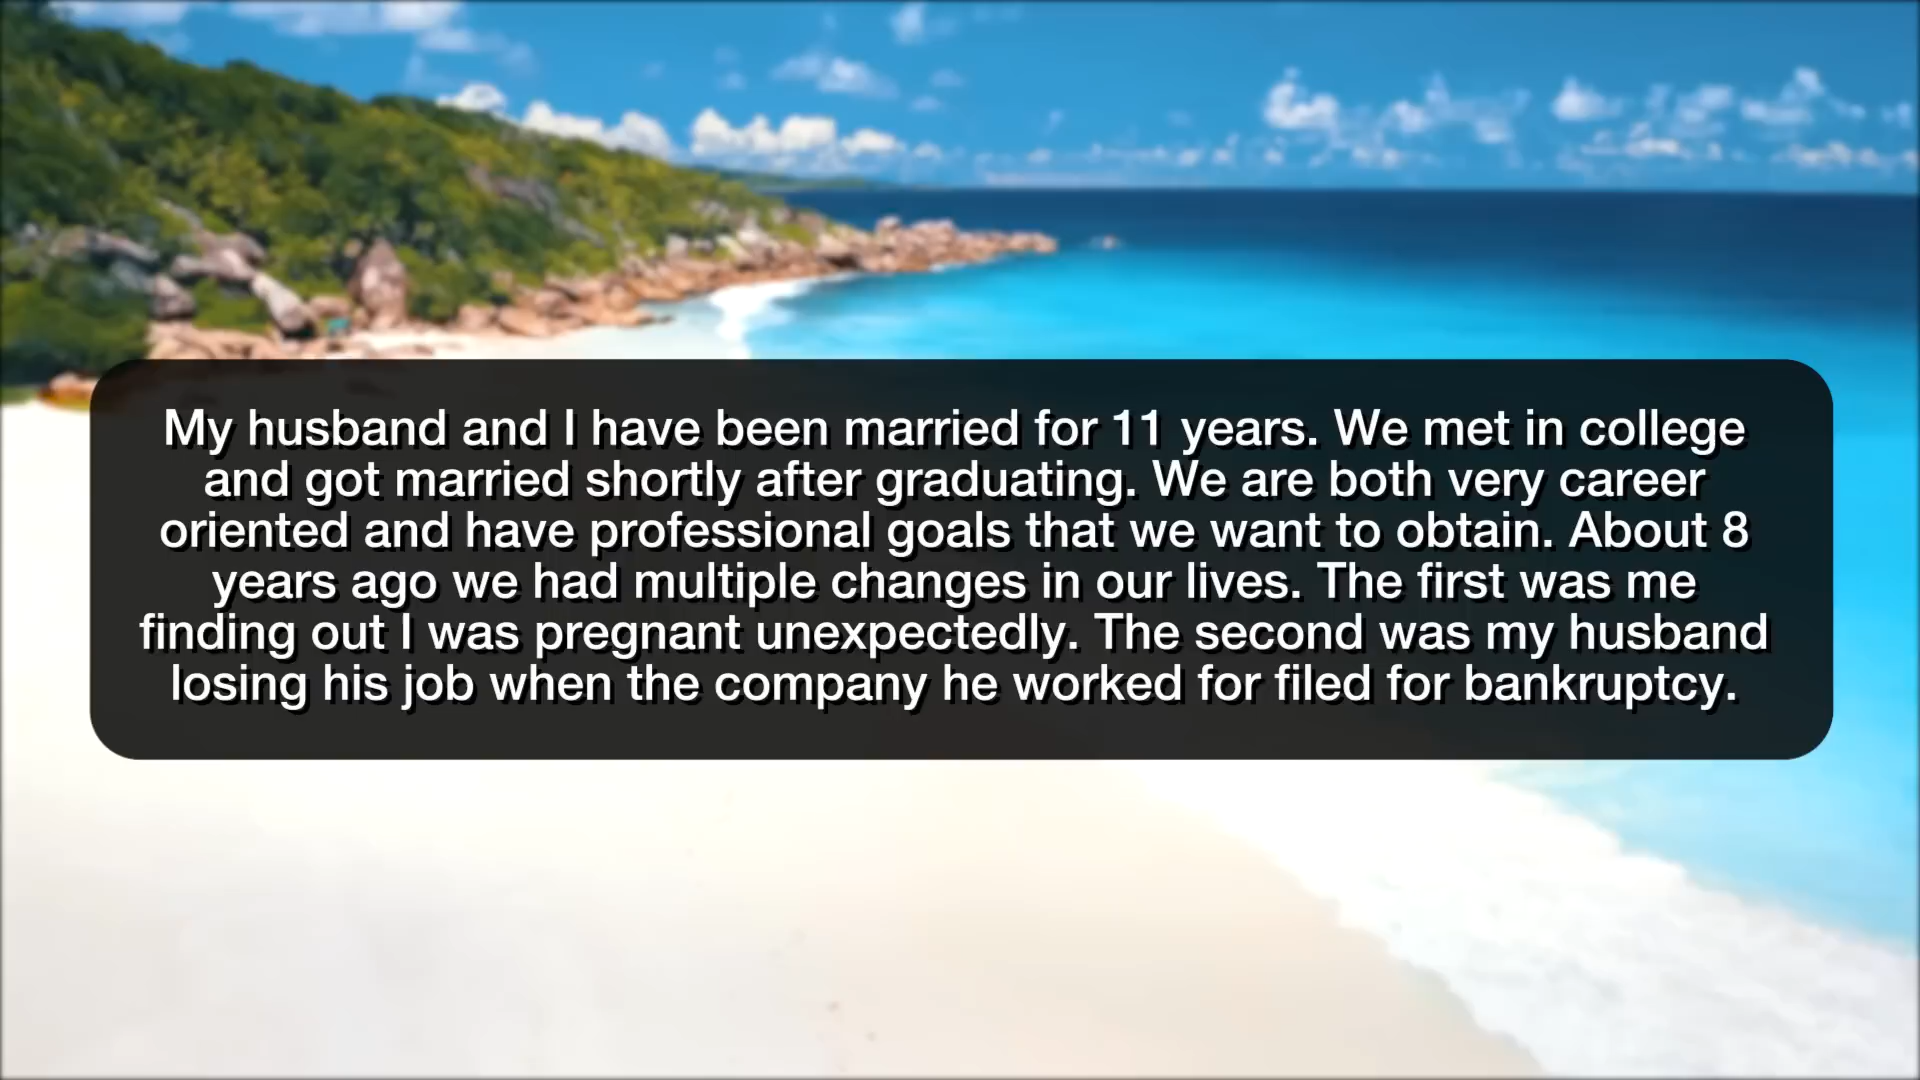 My husband and I have been married for 11 years. We met in college
and got married shortly after graduating. We are both very career
oriented and have professional goals that we want to obtain. About 8
years ago we had multiple changes in our lives. The first was me
finding out I was pregnant unexpectedly. The second was my husband
losing his job when the company he worked for filed for bankruptcy.